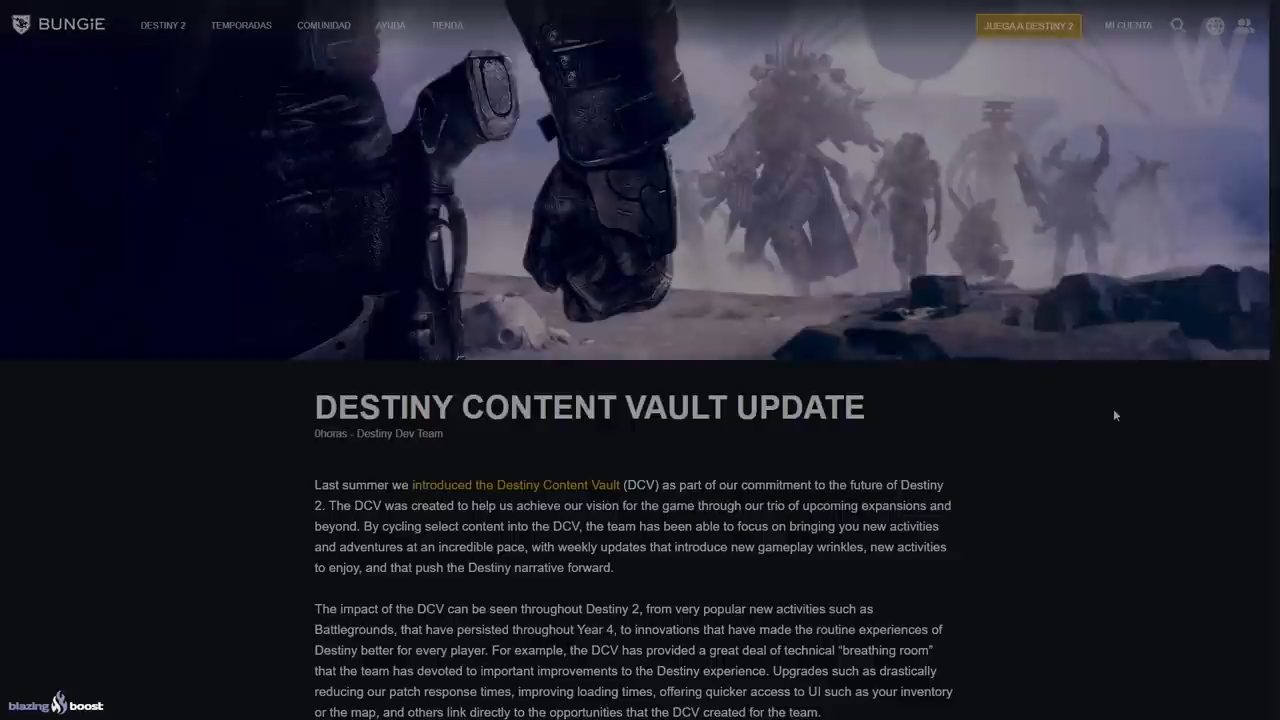 BUNGiE DESTINY 2 TEMPORADAS COMUNIDAD AYUDA TIENDA JUEGA A DESTINY 2 MI CUENTA
W
DESTINY CONTENT VAULT UPDATE
0horas - Destiny Dev Team
Last summer we introduced the Destiny Content Vault (DCV) as part of our commitment to the future of Destiny
2. The DCV was created to help us achieve our vision for the game through our trio of upcoming expansions and
beyond. By cycling select content into the DCV, the team has been able to focus on bringing you new activities
and adventures at an incredible pace, with weekly updates that introduce new gameplay wrinkles, new activities
to enjoy, and that push the Destiny narrative forward.
The impact of the DCV can be seen throughout Destiny 2, from very popular new activities such as
Battlegrounds, that have persisted throughout Year 4, to innovations that have made the routine experiences of
Destiny better for every player. For example, the DCV has provided a great deal of technical “breathing room”
that the team has devoted to important improvements to the Destiny experience. Upgrades such as drastically
reducing our patch response times, improving loading times, offering quicker access to UI such as your inventory
or the map, and others link directly to the opportunities that the DCV created for the team.
blazing boost